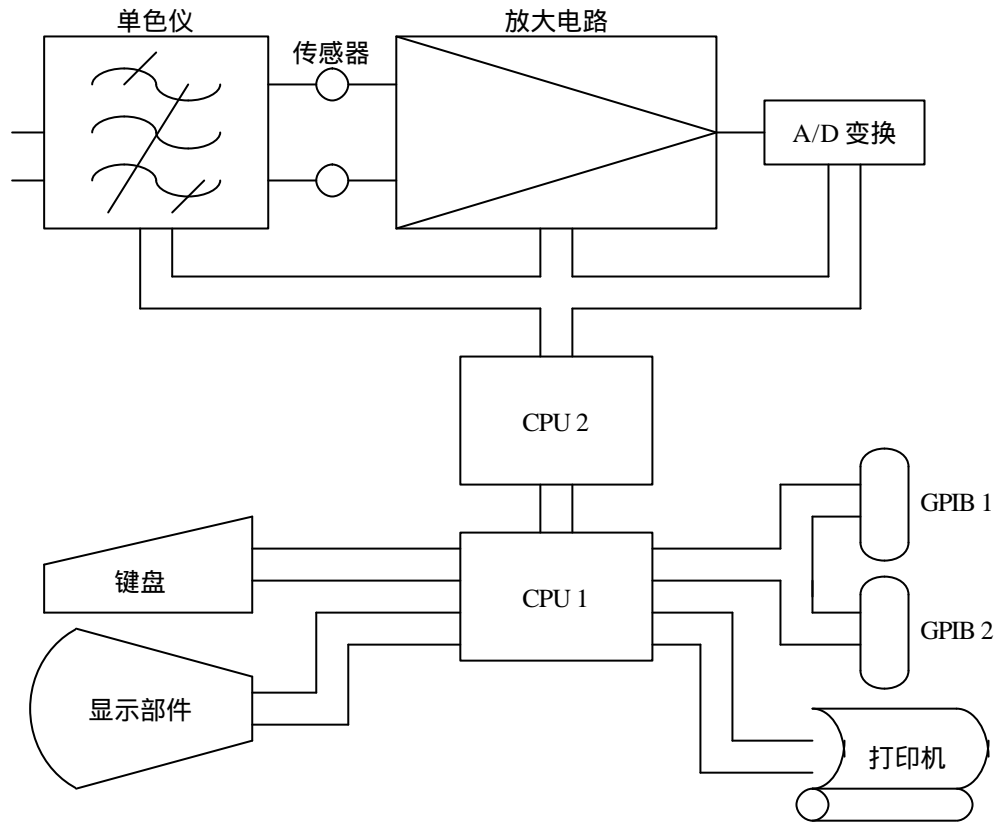 单色仪
传感器
放大电路
A/D 变换
CPU 2
GPIB 1
键盘
CPU 1
GPIB 2
显示部件
打印机